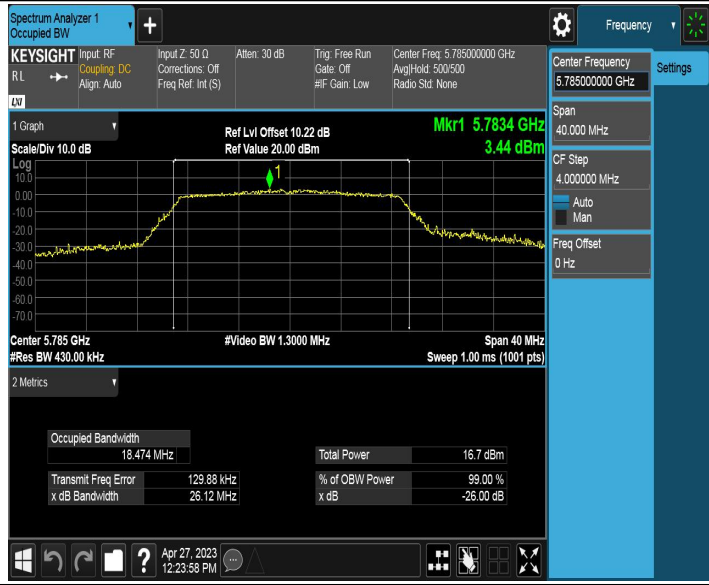 Spectrum Analyzer 1
Occupied BW
Frequency
KEYSIGHT
RL
LXI
Input: RF
Coupling: DC
Align: Auto
Input Z: 50 Ω
Corrections: Off
Freq Ref: Int (S)
Atten: 30 dB
Trig: Free Run
Gate: Off
#IF Gain: Low
Center Freq: 5.785000000 GHz
Avg|Hold: 500/500
Radio Std: None
Center Frequency
5.785000000 GHz
Settings
Span
40.000 MHz
CF Step
4.000000 MHz
Auto
Man
Freq Offset
0 Hz
1 Graph
Scale/Div 10.0 dB
Ref Lvl Offset 10.22 dB
Ref Value 20.00 dBm
Mkr1 5.7834 GHz
3.44 dBm
Log
10.0
0.00
-10.0
-20.0
-30.0
-40.0
-50.0
-60.0
-70.0
1
Center 5.785 GHz
#Res BW 430.00 kHz
#Video BW 1.3000 MHz
Span 40 MHz
Sweep 1.00 ms (1001 pts)
2 Metrics
Occupied Bandwidth
18.474 MHz
Total Power 16.7 dBm
Transmit Freq Error 129.88 kHz
% of OBW Power 99.00 %
x dB Bandwidth 26.12 MHz
x dB -26.00 dB
?
Apr 27, 2023
12:23:58 PM